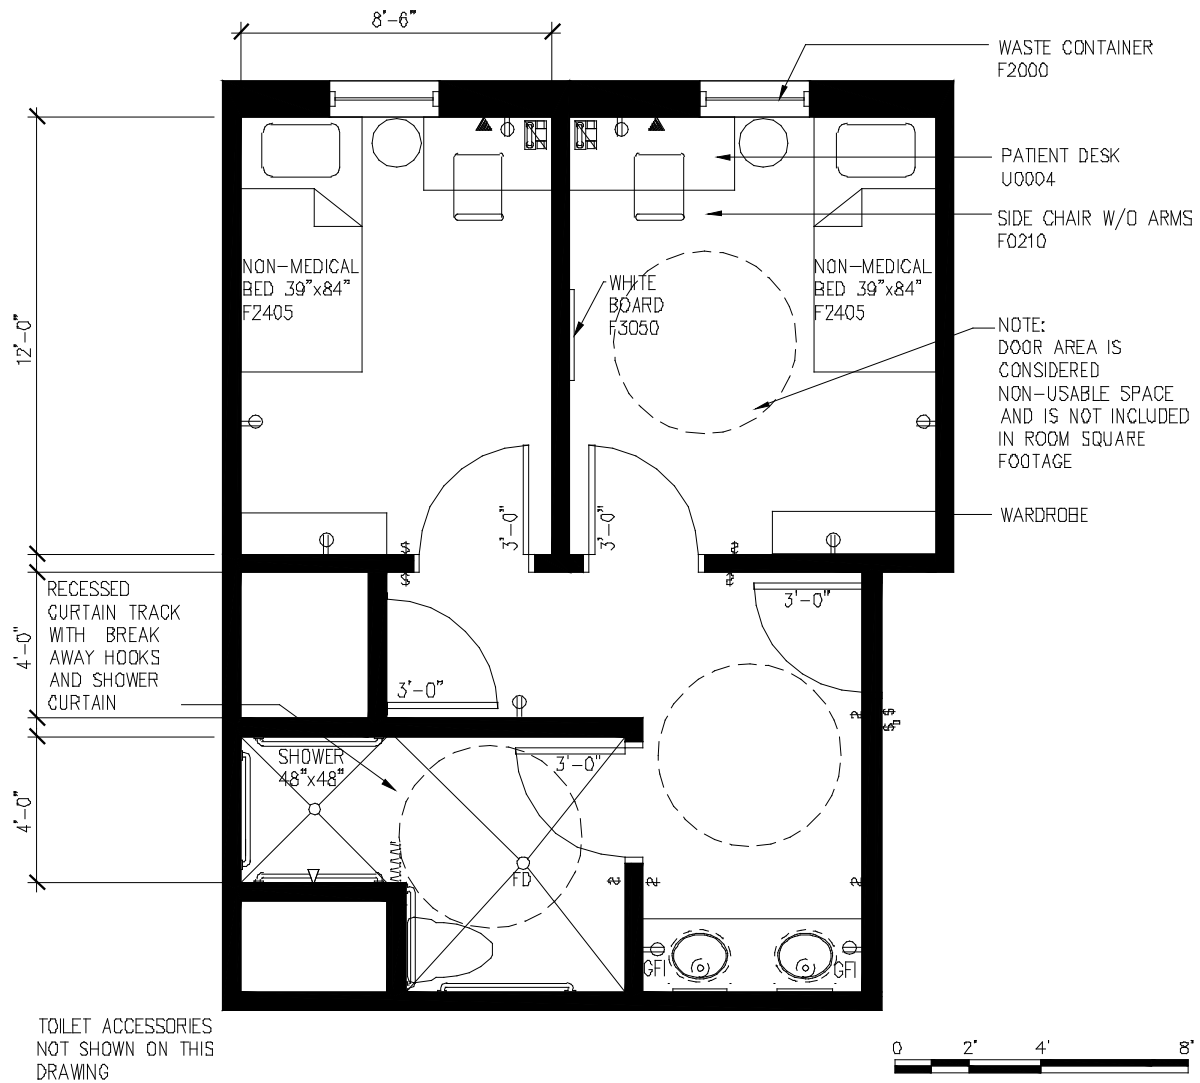 8'-6"
WASTE CONTAINER
F2000
PATIENT DESK
U0004
SIDE CHAIR W/O ARMS
F0210
NON-MEDICAL
BED 39"x84"
F2405
WHITE
BOARD
F3050
NON-MEDICAL
BED 39"x84"
F2405
12'-0"
NOTE:
DOOR AREA IS
CONSIDERED
NON-USABLE SPACE
AND IS NOT INCLUDED
IN ROOM SQUARE
FOOTAGE
WARDROBE
3'-0"
3'-0"
$
$
$
$
RECESSED
CURTAIN TRACK
WITH BREAK
AWAY HOOKS
AND SHOWER
CURTAIN
4'-0"
3'-0"
3'-0"
$
$
$
SHOWER
48"x48"
3'-0"
4'-0"
FD
$
$
$
GFI
GFI
TOILET ACCESSORIES
NOT SHOWN ON THIS
DRAWING
0 2' 4' 8'